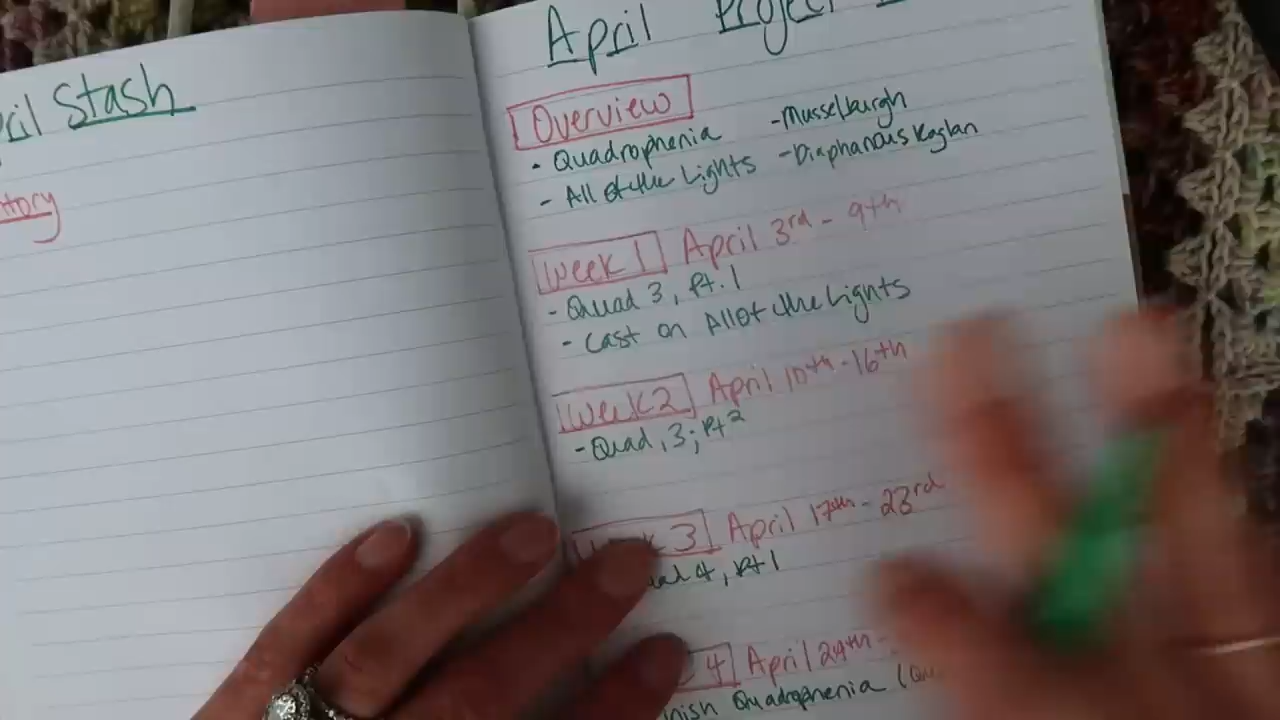 ril Stash
tory
April Project
Overview
- Quadrophenia - Musselburgh
- All of the Lights - Diaphanous Raglan
Week 1 April 3rd - 9th
- Quad 3, Pt. 1
- Cast on All of the Lights
Week 2 April 10th - 16th
- Quad, 3; Pt 2
3 April 17th - 23rd
4, Pt 1
4 April 24th -
nish Quadrophenia